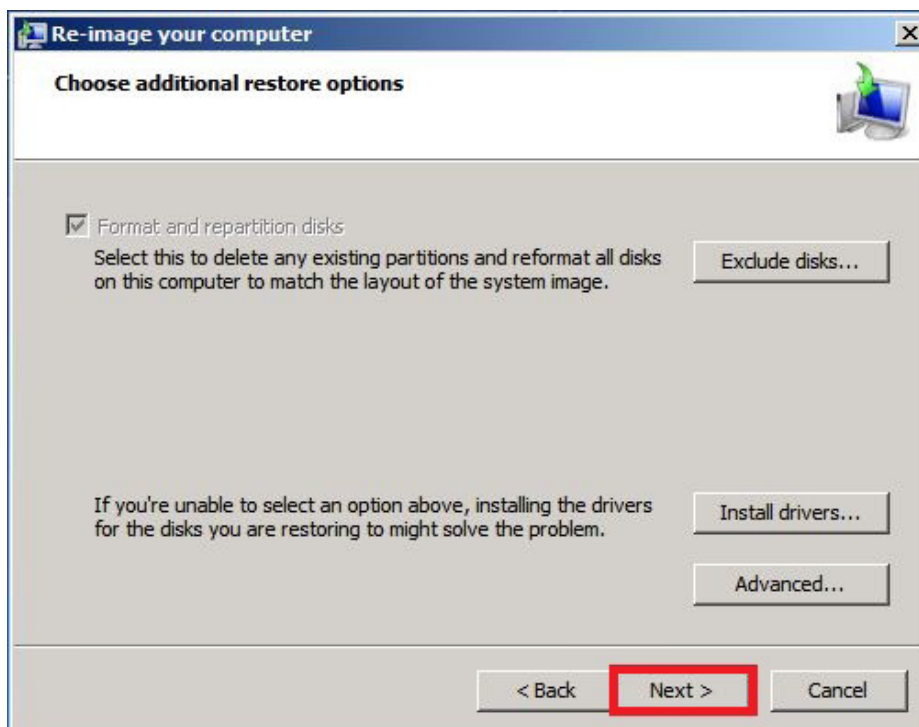 Re-image your computer
Choose additional restore options
Format and repartition disks
Select this to delete any existing partitions and reformat all disks
on this computer to match the layout of the system image.
Exclude disks...
If you're unable to select an option above, installing the drivers
for the disks you are restoring to might solve the problem.
Install drivers...
Advanced...
< Back
Next >
Cancel